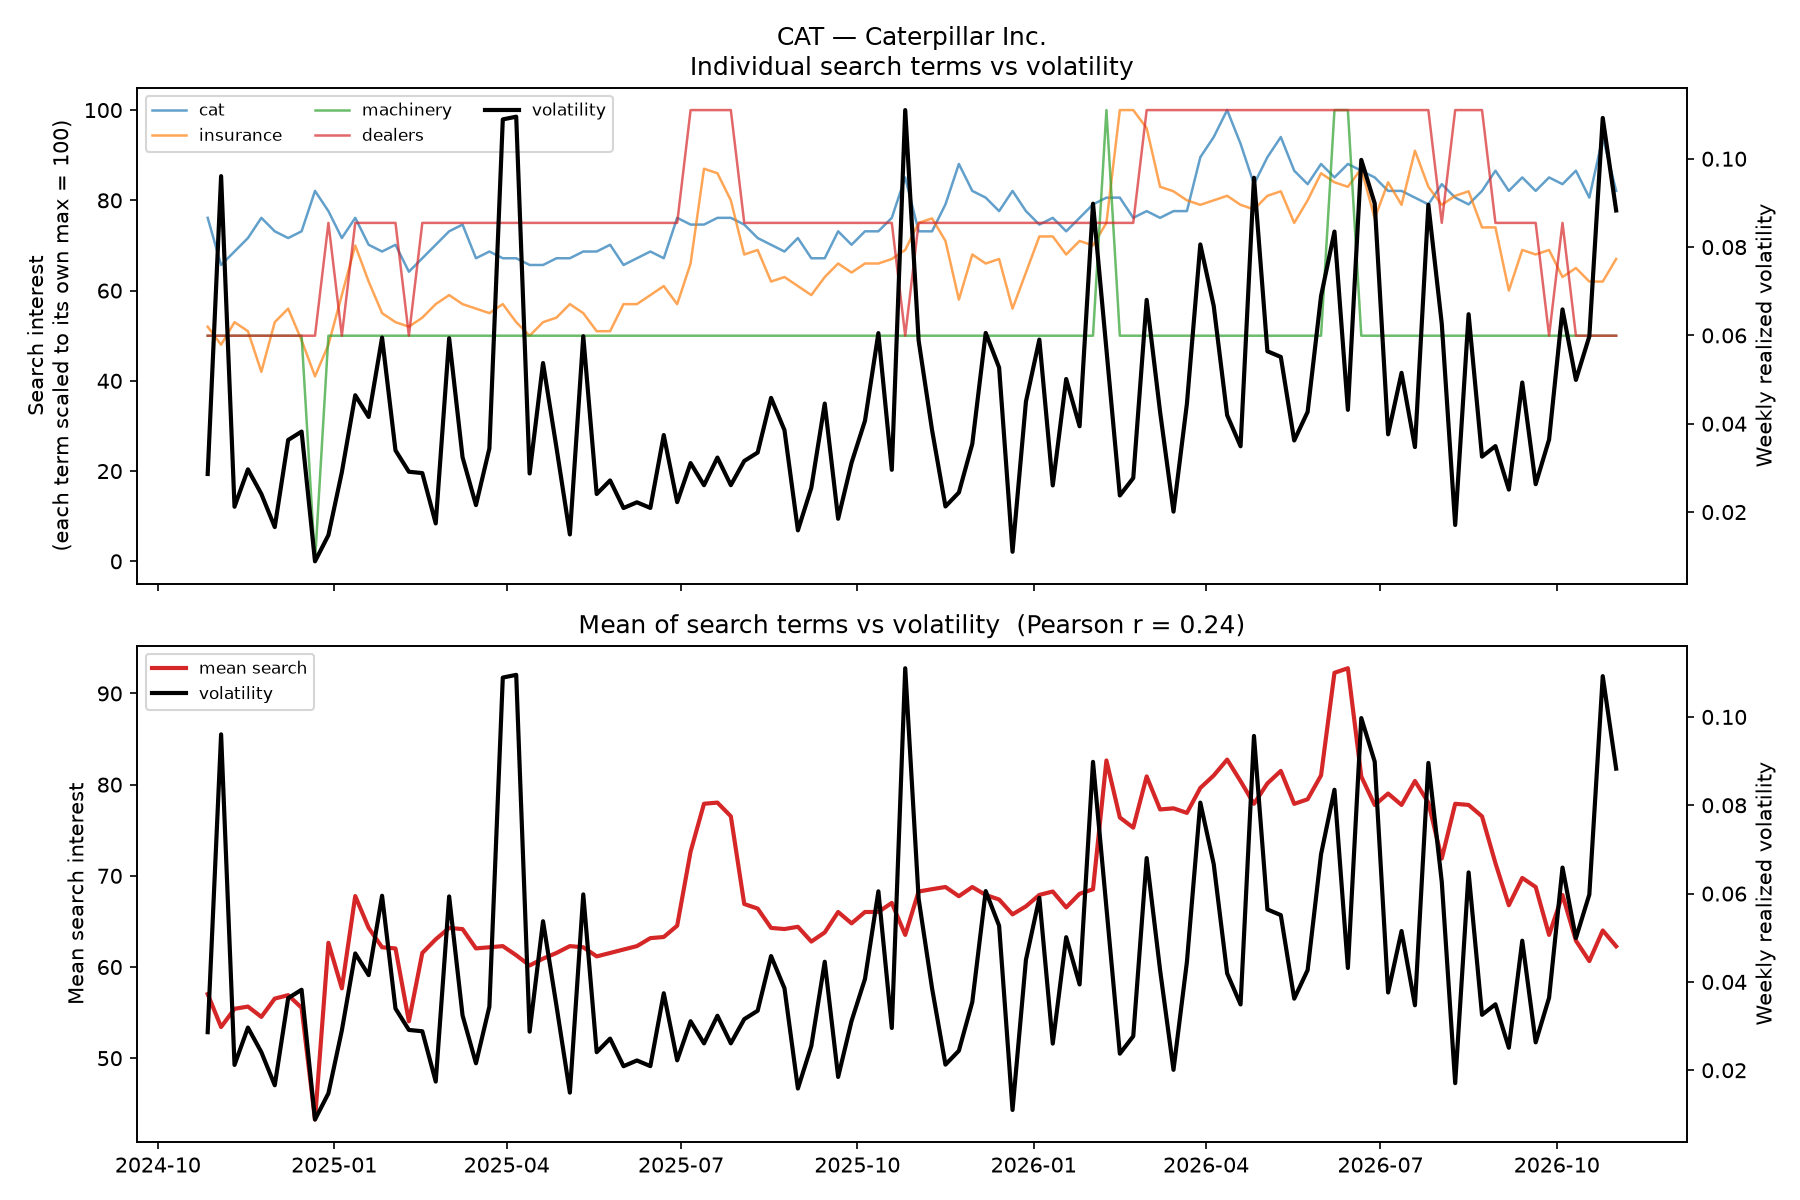 CAT — Caterpillar Inc.
Individual search terms vs volatility
cat
insurance
machinery
dealers
volatility
Search interest
(each term scaled to its own max = 100)
100
80
60
40
20
0
0.10
0.08
0.06
0.04
0.02
Weekly realized volatility
Mean of search terms vs volatility (Pearson r = 0.24)
mean search
volatility
Mean search interest
90
80
70
60
50
0.10
0.08
0.06
0.04
0.02
Weekly realized volatility
2024-10
2025-01
2025-04
2025-07
2025-10
2026-01
2026-04
2026-07
2026-10